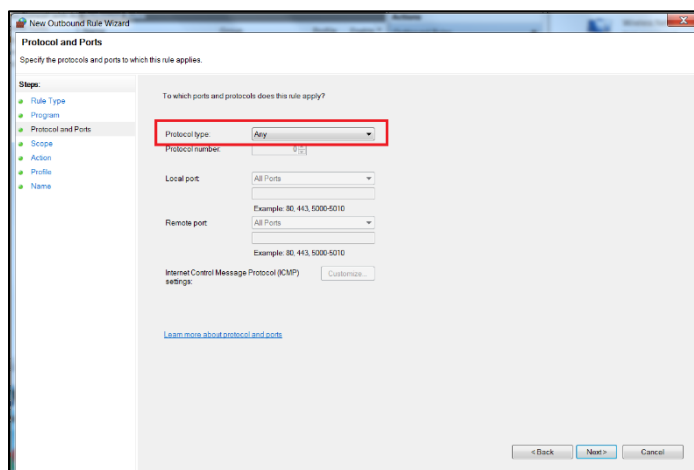 New Outbound Rule Wizard
Actions
Protocol and Ports
Specify the protocols and ports to which this rule applies.
Steps:
Rule Type
Program
Protocol and Ports
Scope
Action
Profile
Name
To which ports and protocols does this rule apply?
Protocol type: Any
Protocol number: 0
Local port: All Ports
Example: 80, 443, 5000-5010
Remote port: All Ports
Example: 80, 443, 5000-5010
Internet Control Message Protocol (ICMP) Customize...
settings:
Learn more about protocol and ports
< Back Next > Cancel